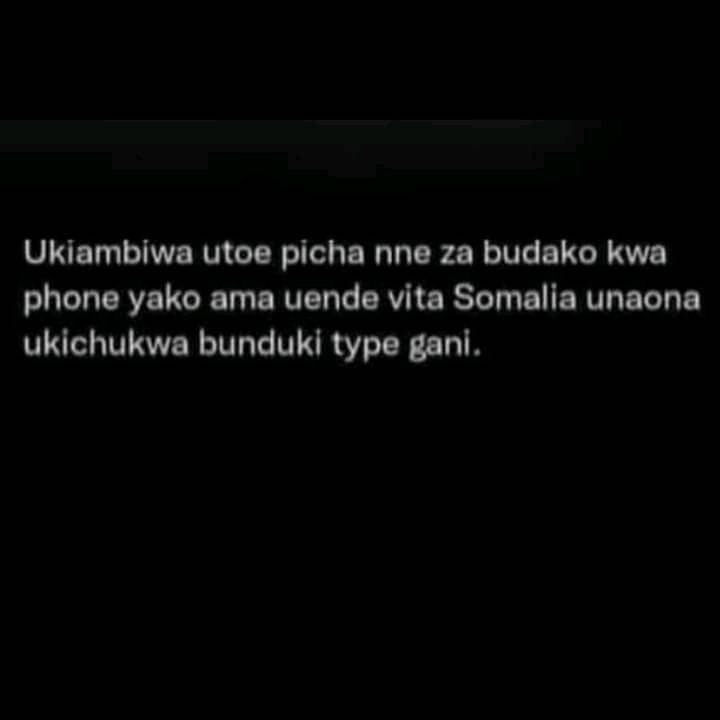 Ukiambiwa utoe picha nne za budako kwa
phone yako ama uende vita Somalia unaona
ukichukwa bunduki type gani.